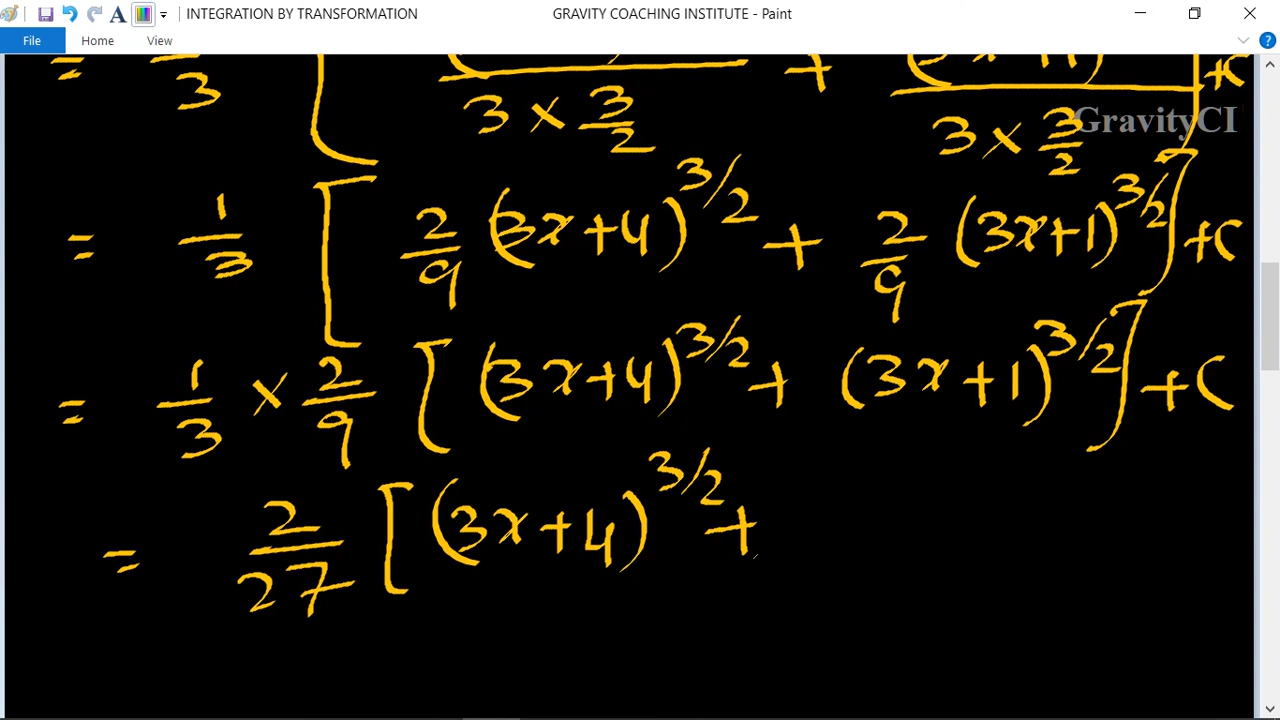 INTEGRATION BY TRANSFORMATION GRAVITY COACHING INSTITUTE - Paint
File Home View
= 1/3 [ / (3 × 3/2) + / (3 × 3/2) ] + C
GravityCI
= 1/3 [ 2/9 (3x+4)^3/2 + 2/9 (3x+1)^3/2 ] + C
= 1/3 × 2/9 [ (3x+4)^3/2 + (3x+1)^3/2 ] + C
= 2/27 [ (3x+4)^3/2 +